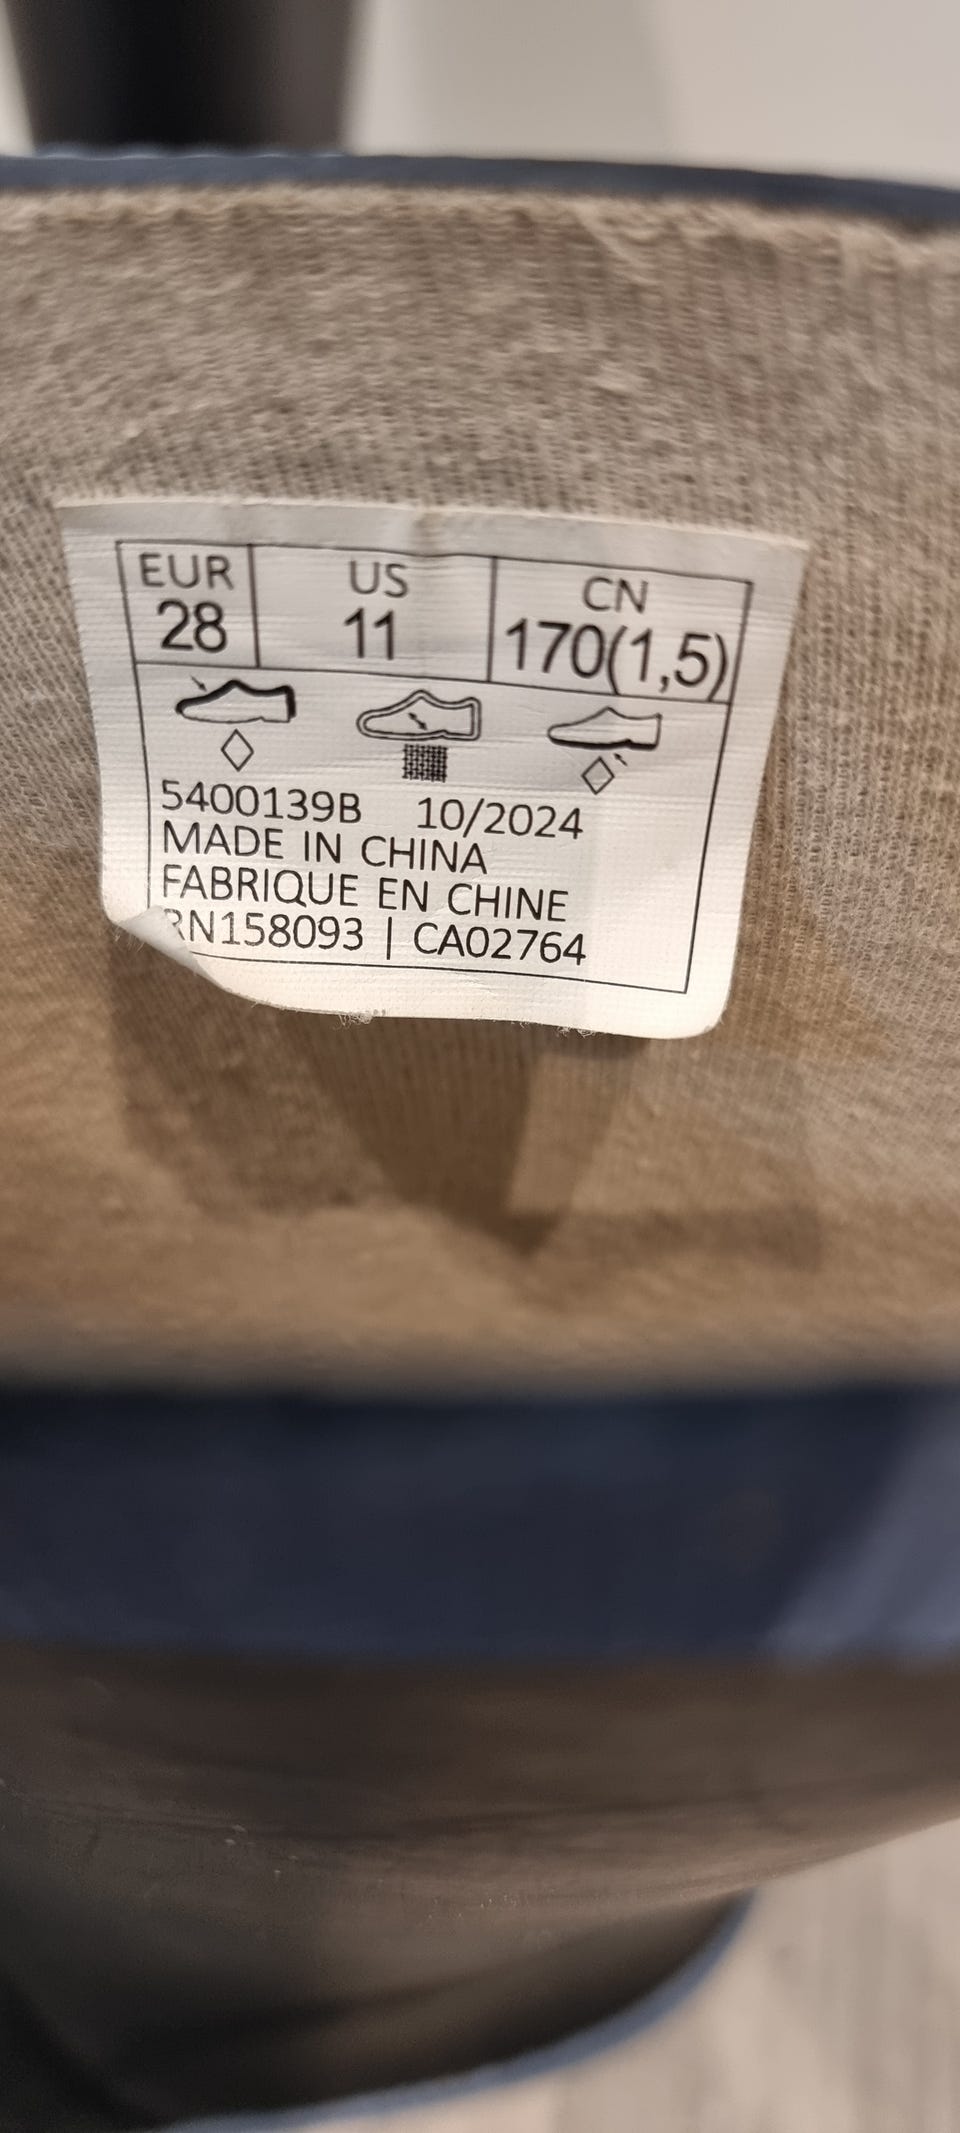 EUR US CN
28 11 170(1,5)
5400139B 10/2024
MADE IN CHINA
FABRIQUE EN CHINE
RN158093 | CA02764